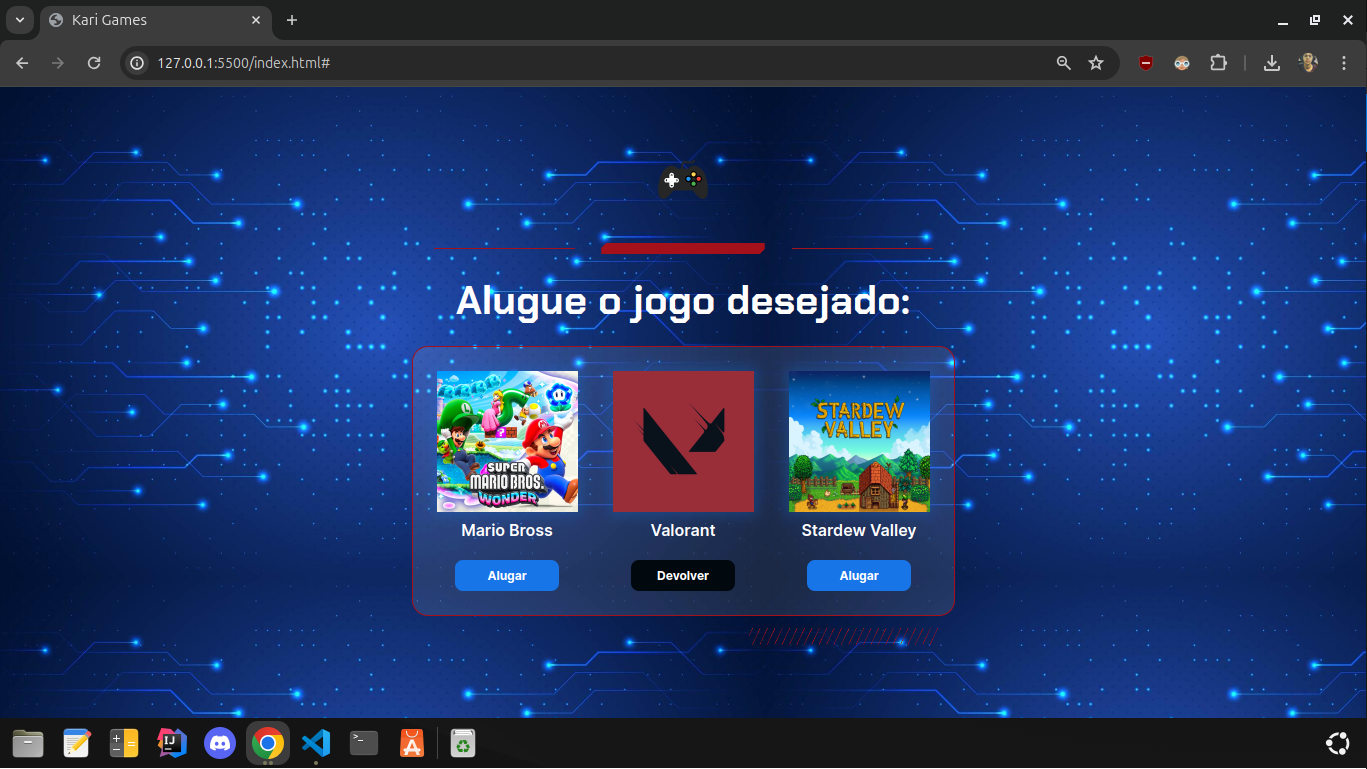 Kari Games
127.0.0.1:5500/index.html#
Alugue o jogo desejado:
SUPER
MARIO BROS.
WONDER
STARDEW
VALLEY
Mario Bross
Valorant
Stardew Valley
Alugar
Devolver
Alugar